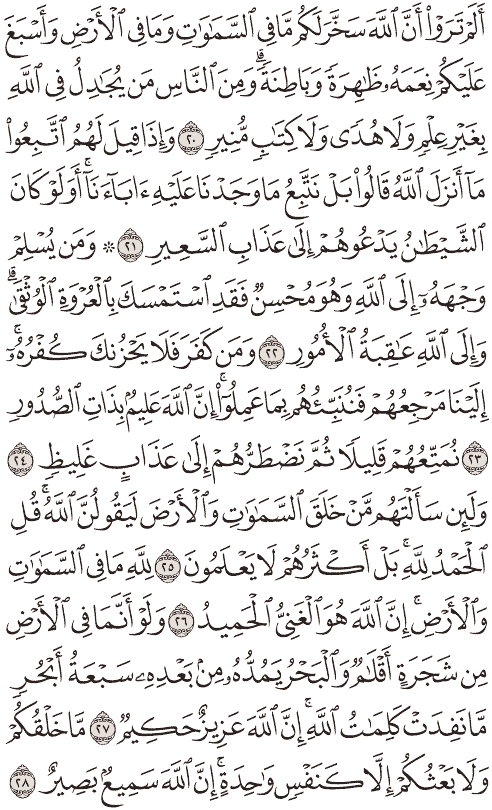 أَلَمْ تَرَوْا۟ أَنَّ ٱللَّهَ سَخَّرَ لَكُم مَّا فِى ٱلسَّمَٰوَٰتِ وَمَا فِى ٱلْأَرْضِ وَأَسْبَغَ
عَلَيْكُمْ نِعَمَهُۥ ظَٰهِرَةً وَبَاطِنَةً ۗ وَمِنَ ٱلنَّاسِ مَن يُجَٰدِلُ فِى ٱللَّهِ
بِغَيْرِ عِلْمٍ وَلَا هُدًى وَلَا كِتَٰبٍ مُّنِيرٍ ٢٠ وَإِذَا قِيلَ لَهُمُ ٱتَّبِعُوا۟
مَآ أَنزَلَ ٱللَّهُ قَالُوا۟ بَلْ نَتَّبِعُ مَا وَجَدْنَا عَلَيْهِ ءَابَآءَنَآ ۚ أَوَلَوْ كَانَ
ٱلشَّيْطَٰنُ يَدْعُوهُمْ إِلَىٰ عَذَابِ ٱلسَّعِيرِ ٢١ ۞ وَمَن يُسْلِمْ
وَجْهَهُۥٓ إِلَى ٱللَّهِ وَهُوَ مُحْسِنٌ فَقَدِ ٱسْتَمْسَكَ بِٱلْعُرْوَةِ ٱلْوُثْقَىٰ ۗ
وَإِلَى ٱللَّهِ عَٰقِبَةُ ٱلْأُمُورِ ٢٢ وَمَن كَفَرَ فَلَا يَحْزُنكَ كُفْرُهُۥٓ ۚ
إِلَيْنَا مَرْجِعُهُمْ فَنُنَبِّئُهُم بِمَا عَمِلُوٓا۟ ۚ إِنَّ ٱللَّهَ عَلِيمٌۢ بِذَاتِ ٱلصُّدُورِ
٢٣ نُمَتِّعُهُمْ قَلِيلًا ثُمَّ نَضْطَرُّهُمْ إِلَىٰ عَذَابٍ غَلِيظٍ ٢٤
وَلَئِن سَأَلْتَهُم مَّنْ خَلَقَ ٱلسَّمَٰوَٰتِ وَٱلْأَرْضَ لَيَقُولُنَّ ٱللَّهُ ۚ قُلِ
ٱلْحَمْدُ لِلَّهِ ۚ بَلْ أَكْثَرُهُمْ لَا يَعْلَمُونَ ٢٥ لِلَّهِ مَا فِى ٱلسَّمَٰوَٰتِ
وَٱلْأَرْضِ ۚ إِنَّ ٱللَّهَ هُوَ ٱلْغَنِىُّ ٱلْحَمِيدُ ٢٦ وَلَوْ أَنَّمَا فِى ٱلْأَرْضِ
مِن شَجَرَةٍ أَقْلَٰمٌ وَٱلْبَحْرُ يَمُدُّهُۥ مِنۢ بَعْدِهِۦ سَبْعَةُ أَبْحُرٍ
مَّا نَفِدَتْ كَلِمَٰتُ ٱللَّهِ ۗ إِنَّ ٱللَّهَ عَزِيزٌ حَكِيمٌ ٢٧ مَّا خَلْقُكُمْ
وَلَا بَعْثُكُمْ إِلَّا كَنَفْسٍ وَٰحِدَةٍ ۗ إِنَّ ٱللَّهَ سَمِيعٌۢ بَصِيرٌ ٢٨